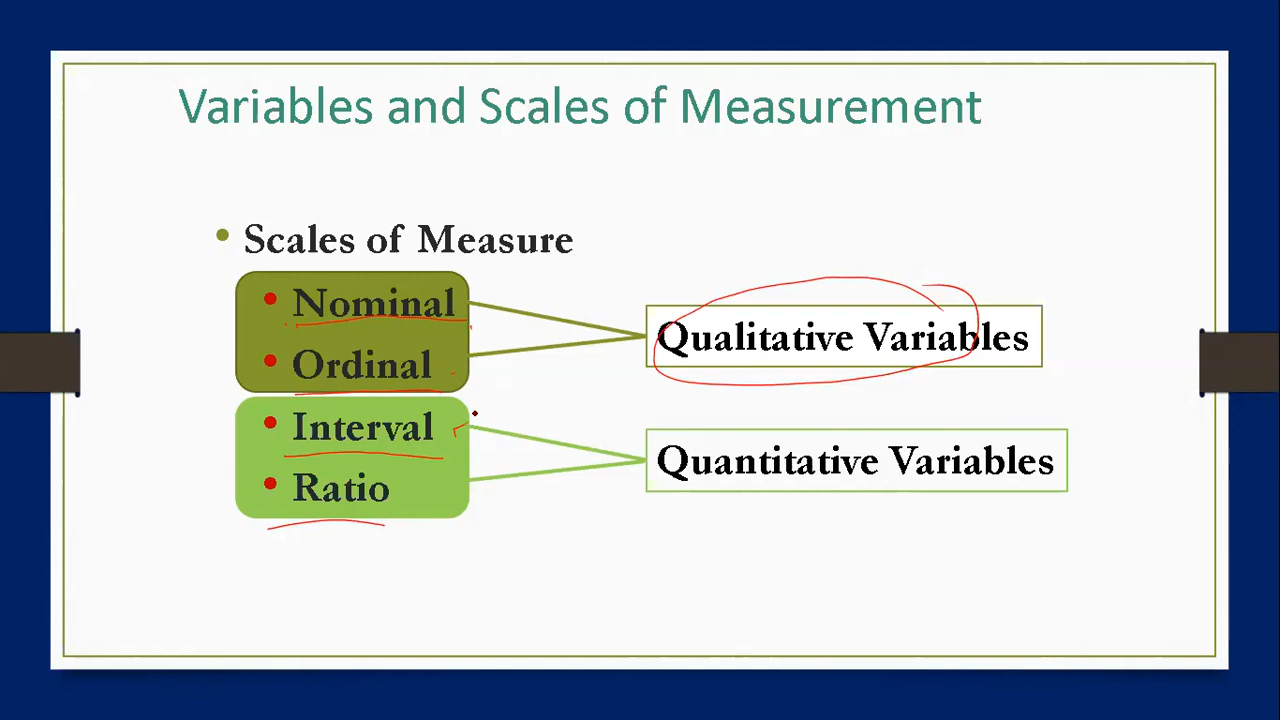 Variables and Scales of Measurement
• Scales of Measure
• Nominal
• Ordinal
Qualitative Variables
• Interval
• Ratio
Quantitative Variables